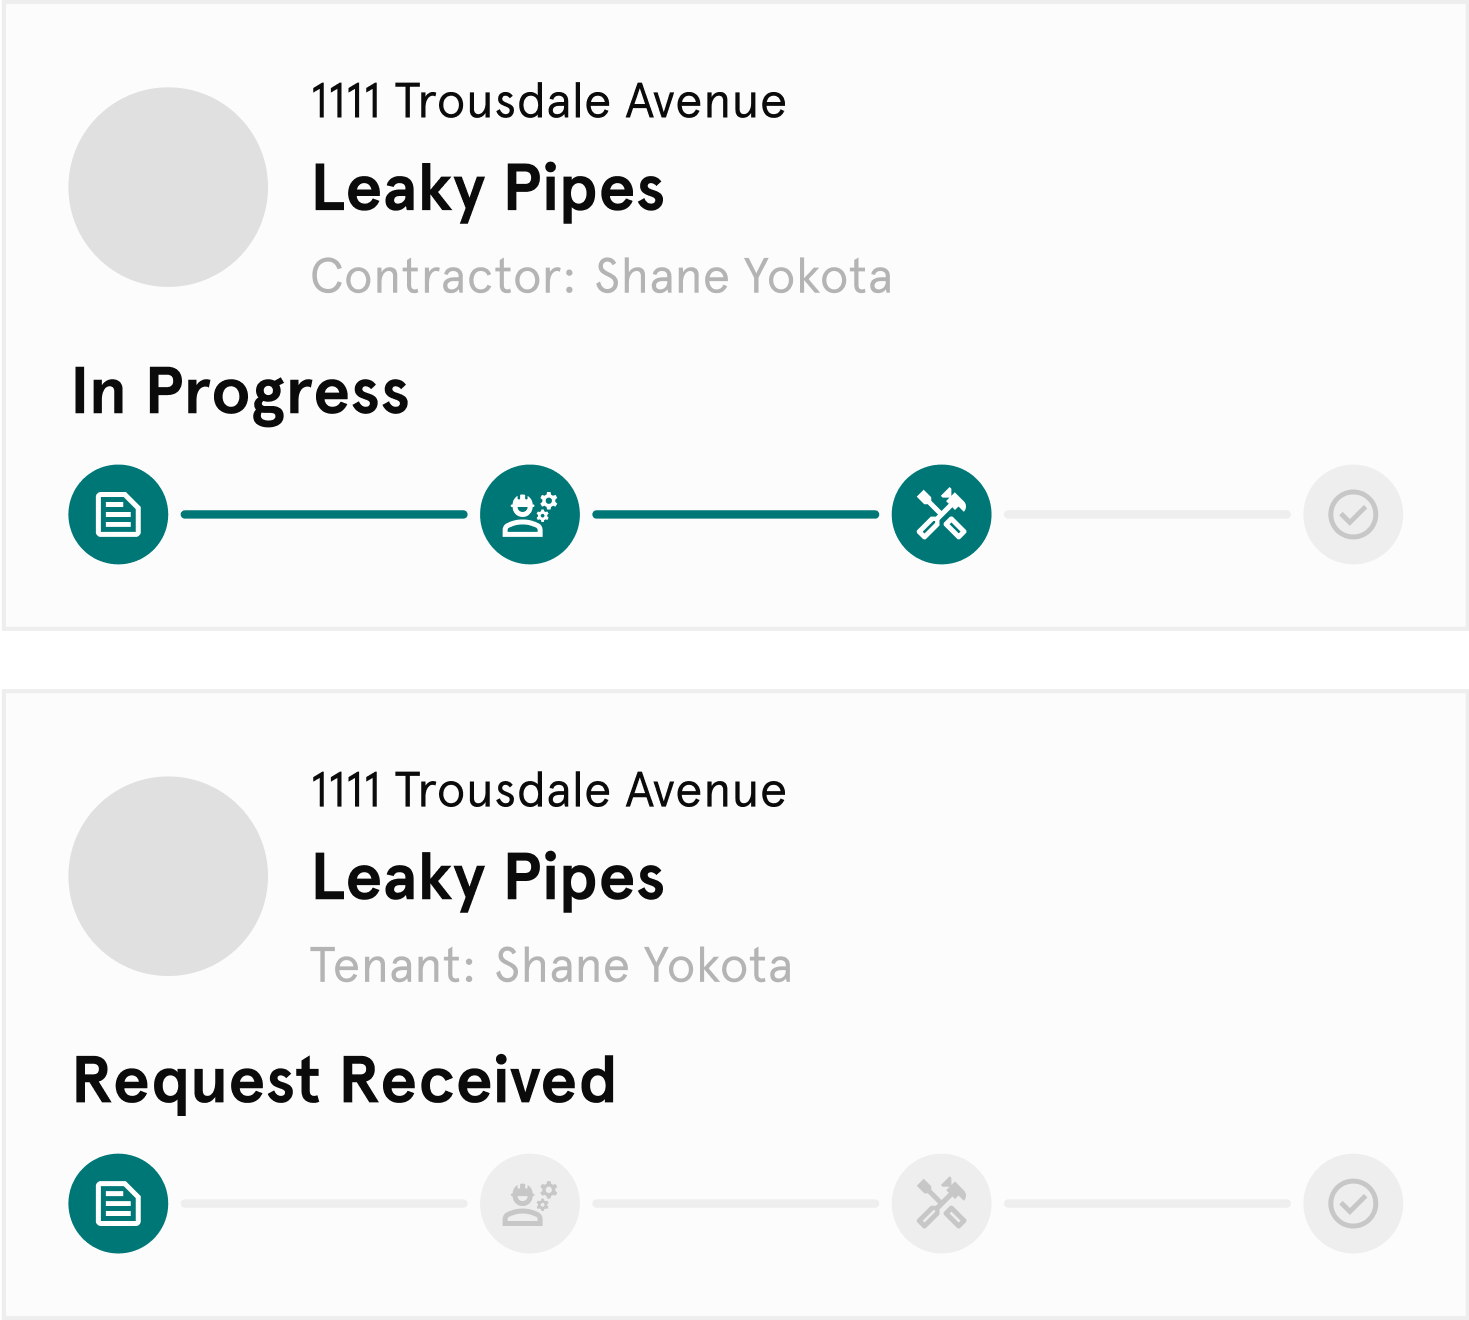 1111 Trousdale Avenue
Leaky Pipes
Contractor: Shane Yokota
In Progress
1111 Trousdale Avenue
Leaky Pipes
Tenant: Shane Yokota
Request Received